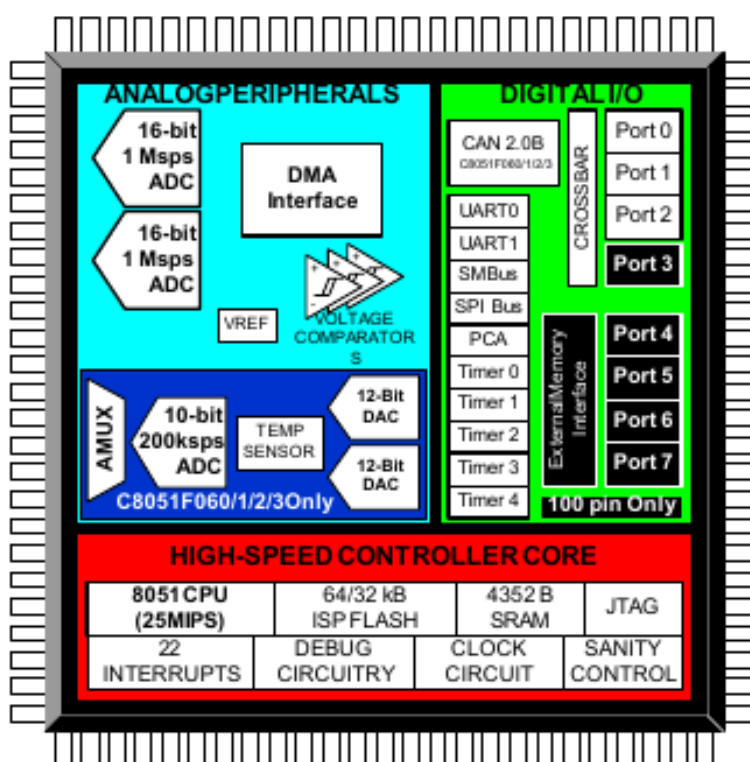 ANALOGPERIPHERALS
16-bit
1 Msps
ADC
16-bit
1 Msps
ADC
DMA
Interface
+
-
+
+
VREF
VOLTAGE
COMPARATOR
S
AMUX
10-bit
200ksps
ADC
TEMP
SENSOR
12-Bit
DAC
12-Bit
DAC
C8051F060/1/2/3Only
DIGITALI/O
CAN 2.0B
C8051F060/1/2/3
UART0
UART1
SMBus
SPI Bus
PCA
Timer 0
Timer 1
Timer 2
Timer 3
Timer 4
CROSSBAR
Port 0
Port 1
Port 2
Port 3
ExternalMemory
Interface
Port 4
Port 5
Port 6
Port 7
100 pin Only
HIGH-SPEED CONTROLLER CORE
8051CPU
(25MIPS)
64/32 kB
ISP FLASH
4352 B
SRAM
JTAG
22
INTERRUPTS
DEBUG
CIRCUITRY
CLOCK
CIRCUIT
SANITY
CONTROL